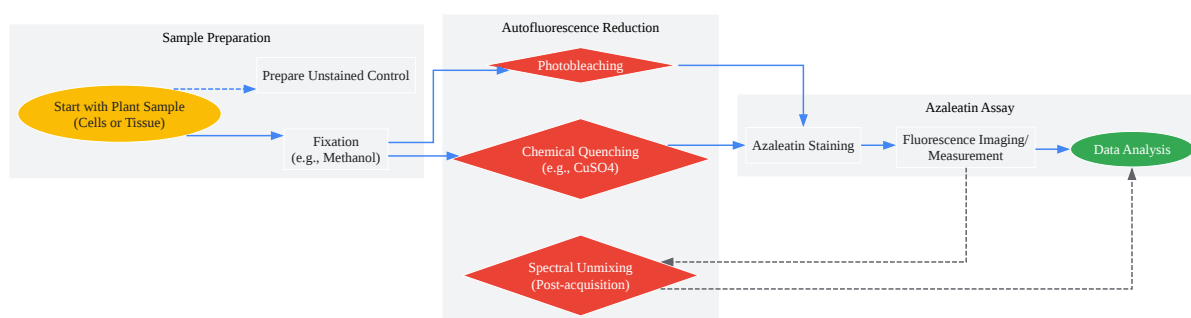 Sample Preparation
Start with Plant Sample
(Cells or Tissue)
Prepare Unstained Control
Fixation
(e.g., Methanol)
Autofluorescence Reduction
Photobleaching
Chemical Quenching
(e.g., CuSO4)
Spectral Unmixing
(Post-acquisition)
Azaleatin Assay
Azaleatin Staining
Fluorescence Imaging/
Measurement
Data Analysis